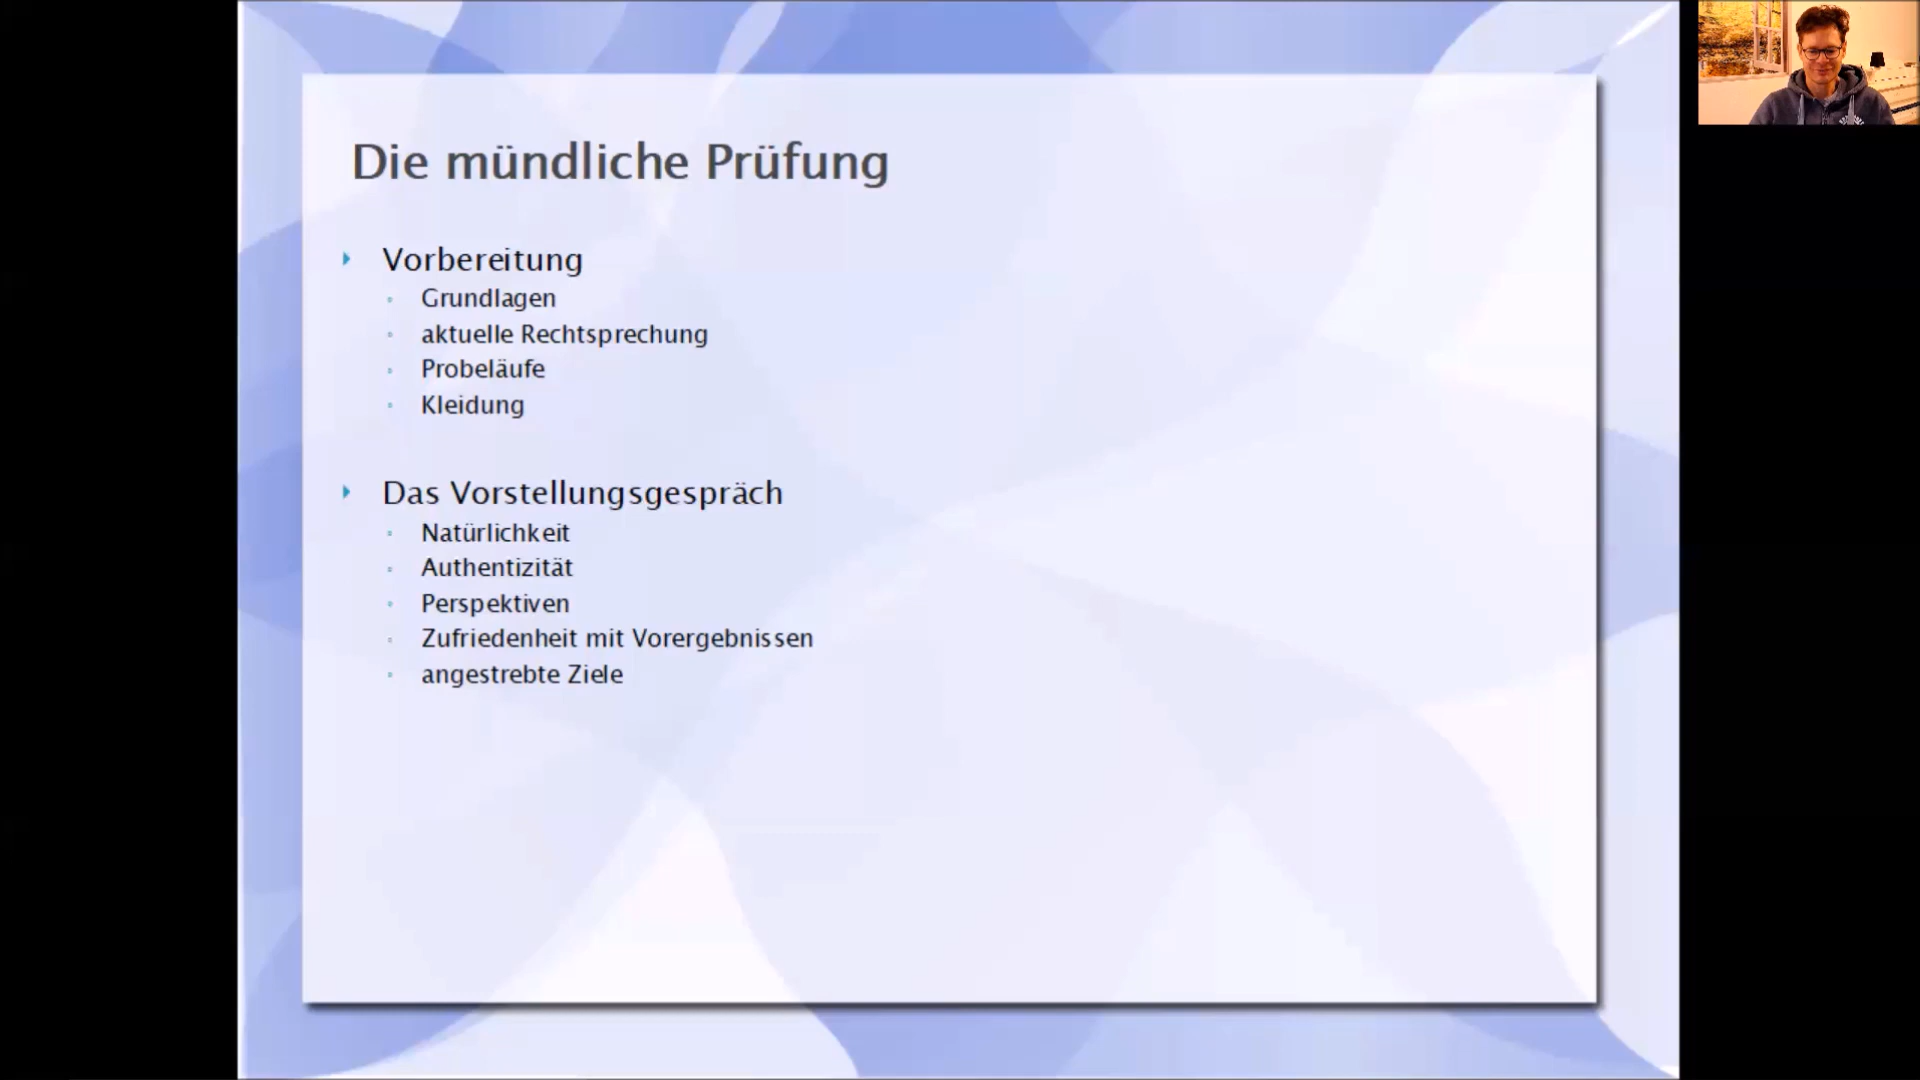 Die mündliche Prüfung
Vorbereitung
Grundlagen
aktuelle Rechtsprechung
Probeläufe
Kleidung
Das Vorstellungsgespräch
Natürlichkeit
Authentizität
Perspektiven
Zufriedenheit mit Vorergebnissen
angestrebte Ziele